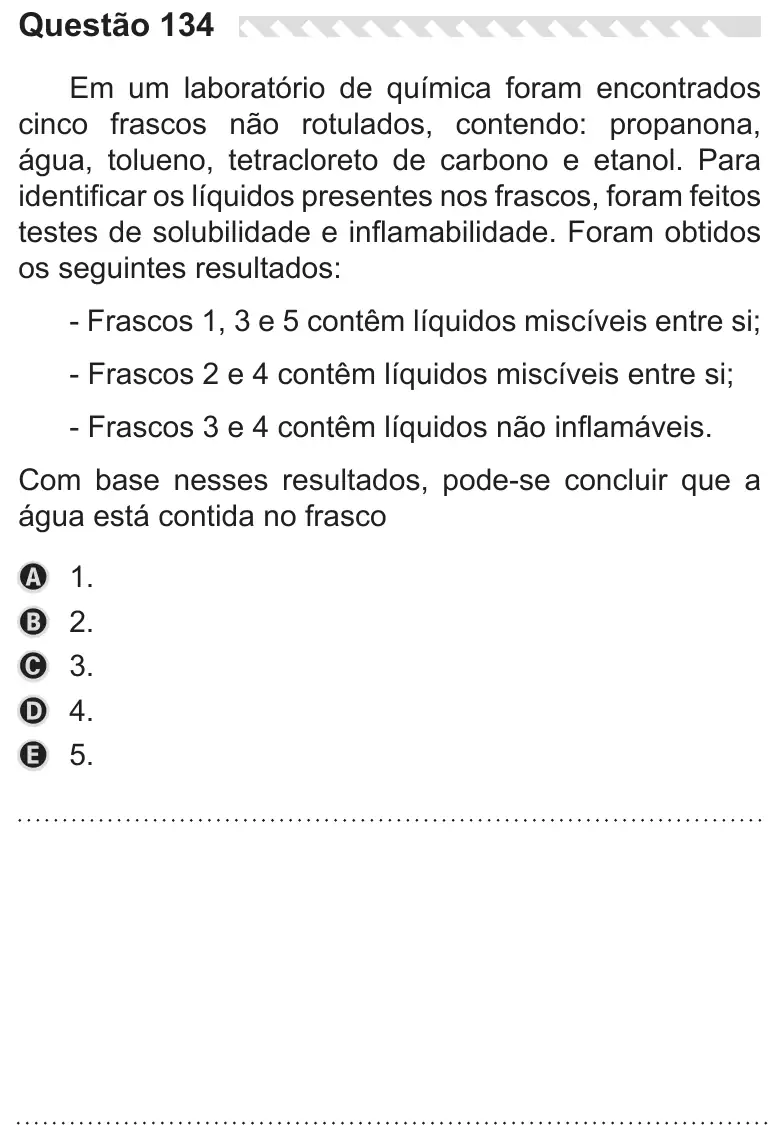 Questão 134
Em um laboratório de química foram encontrados
cinco frascos não rotulados, contendo: propanona,
água, tolueno, tetracloreto de carbono e etanol. Para
identificar os líquidos presentes nos frascos, foram feitos
testes de solubilidade e inflamabilidade. Foram obtidos
os seguintes resultados:
- Frascos 1, 3 e 5 contêm líquidos miscíveis entre si;
- Frascos 2 e 4 contêm líquidos miscíveis entre si;
- Frascos 3 e 4 contêm líquidos não inflamáveis.
Com base nesses resultados, pode-se concluir que a
água está contida no frasco
A 1.
B 2.
C 3.
D 4.
E 5.